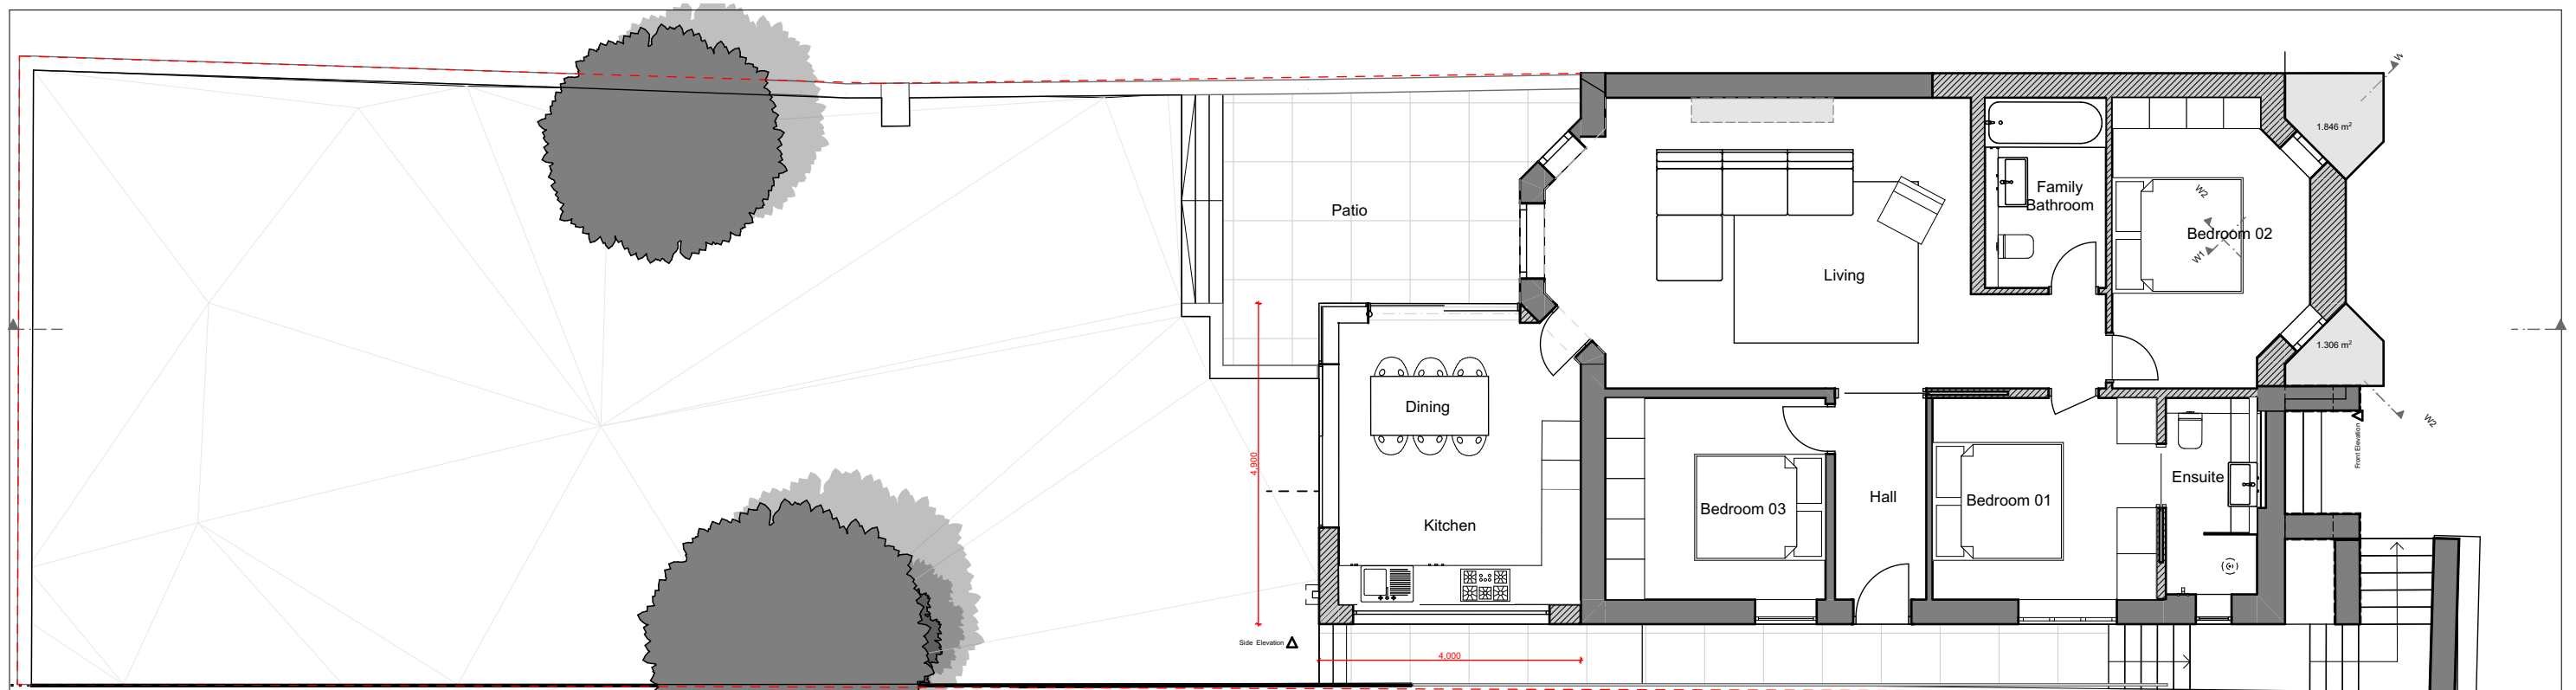 W
1.846 m²
Family
Bathroom
W2
Patio
Bedroom 02
W1
Living
1.306 m²
Dining
W2
Front Elevation
4,900
Ensuite
Hall
Bedroom 01
Bedroom 03
Kitchen
Side Elevation
4,000